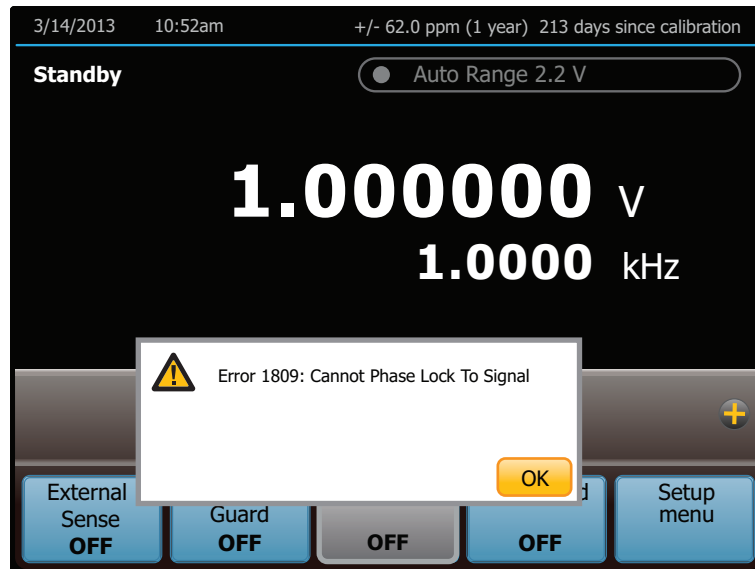 3/14/2013 10:52am +/- 62.0 ppm (1 year) 213 days since calibration
Standby
Auto Range 2.2 V
1.000000 V
1.0000 kHz
Error 1809: Cannot Phase Lock To Signal
OK
External
Sense
OFF
Guard
OFF
OFF
OFF
Setup
menu